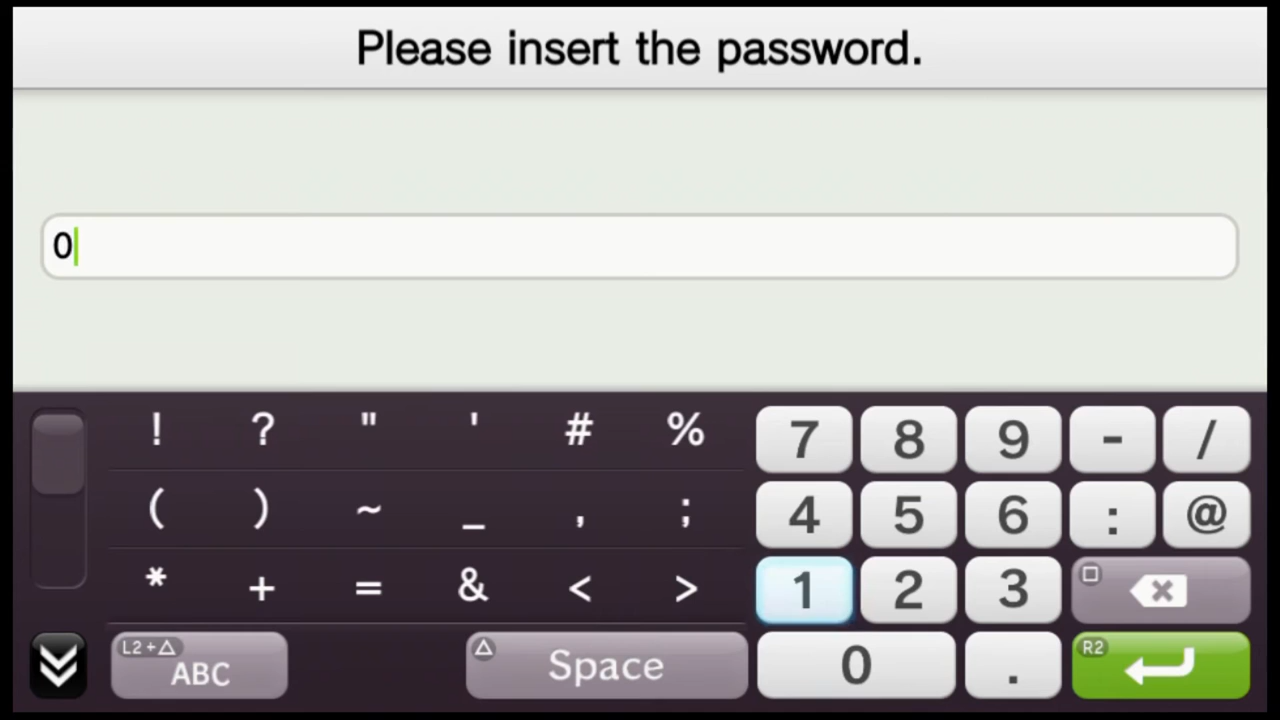 Please insert the password.
0
! ? " ' # % 7 8 9 - /
( ) ~ _ , ; 4 5 6 : @
* + = & < > 1 2 3
L2+△ ABC △ Space 0 . R2